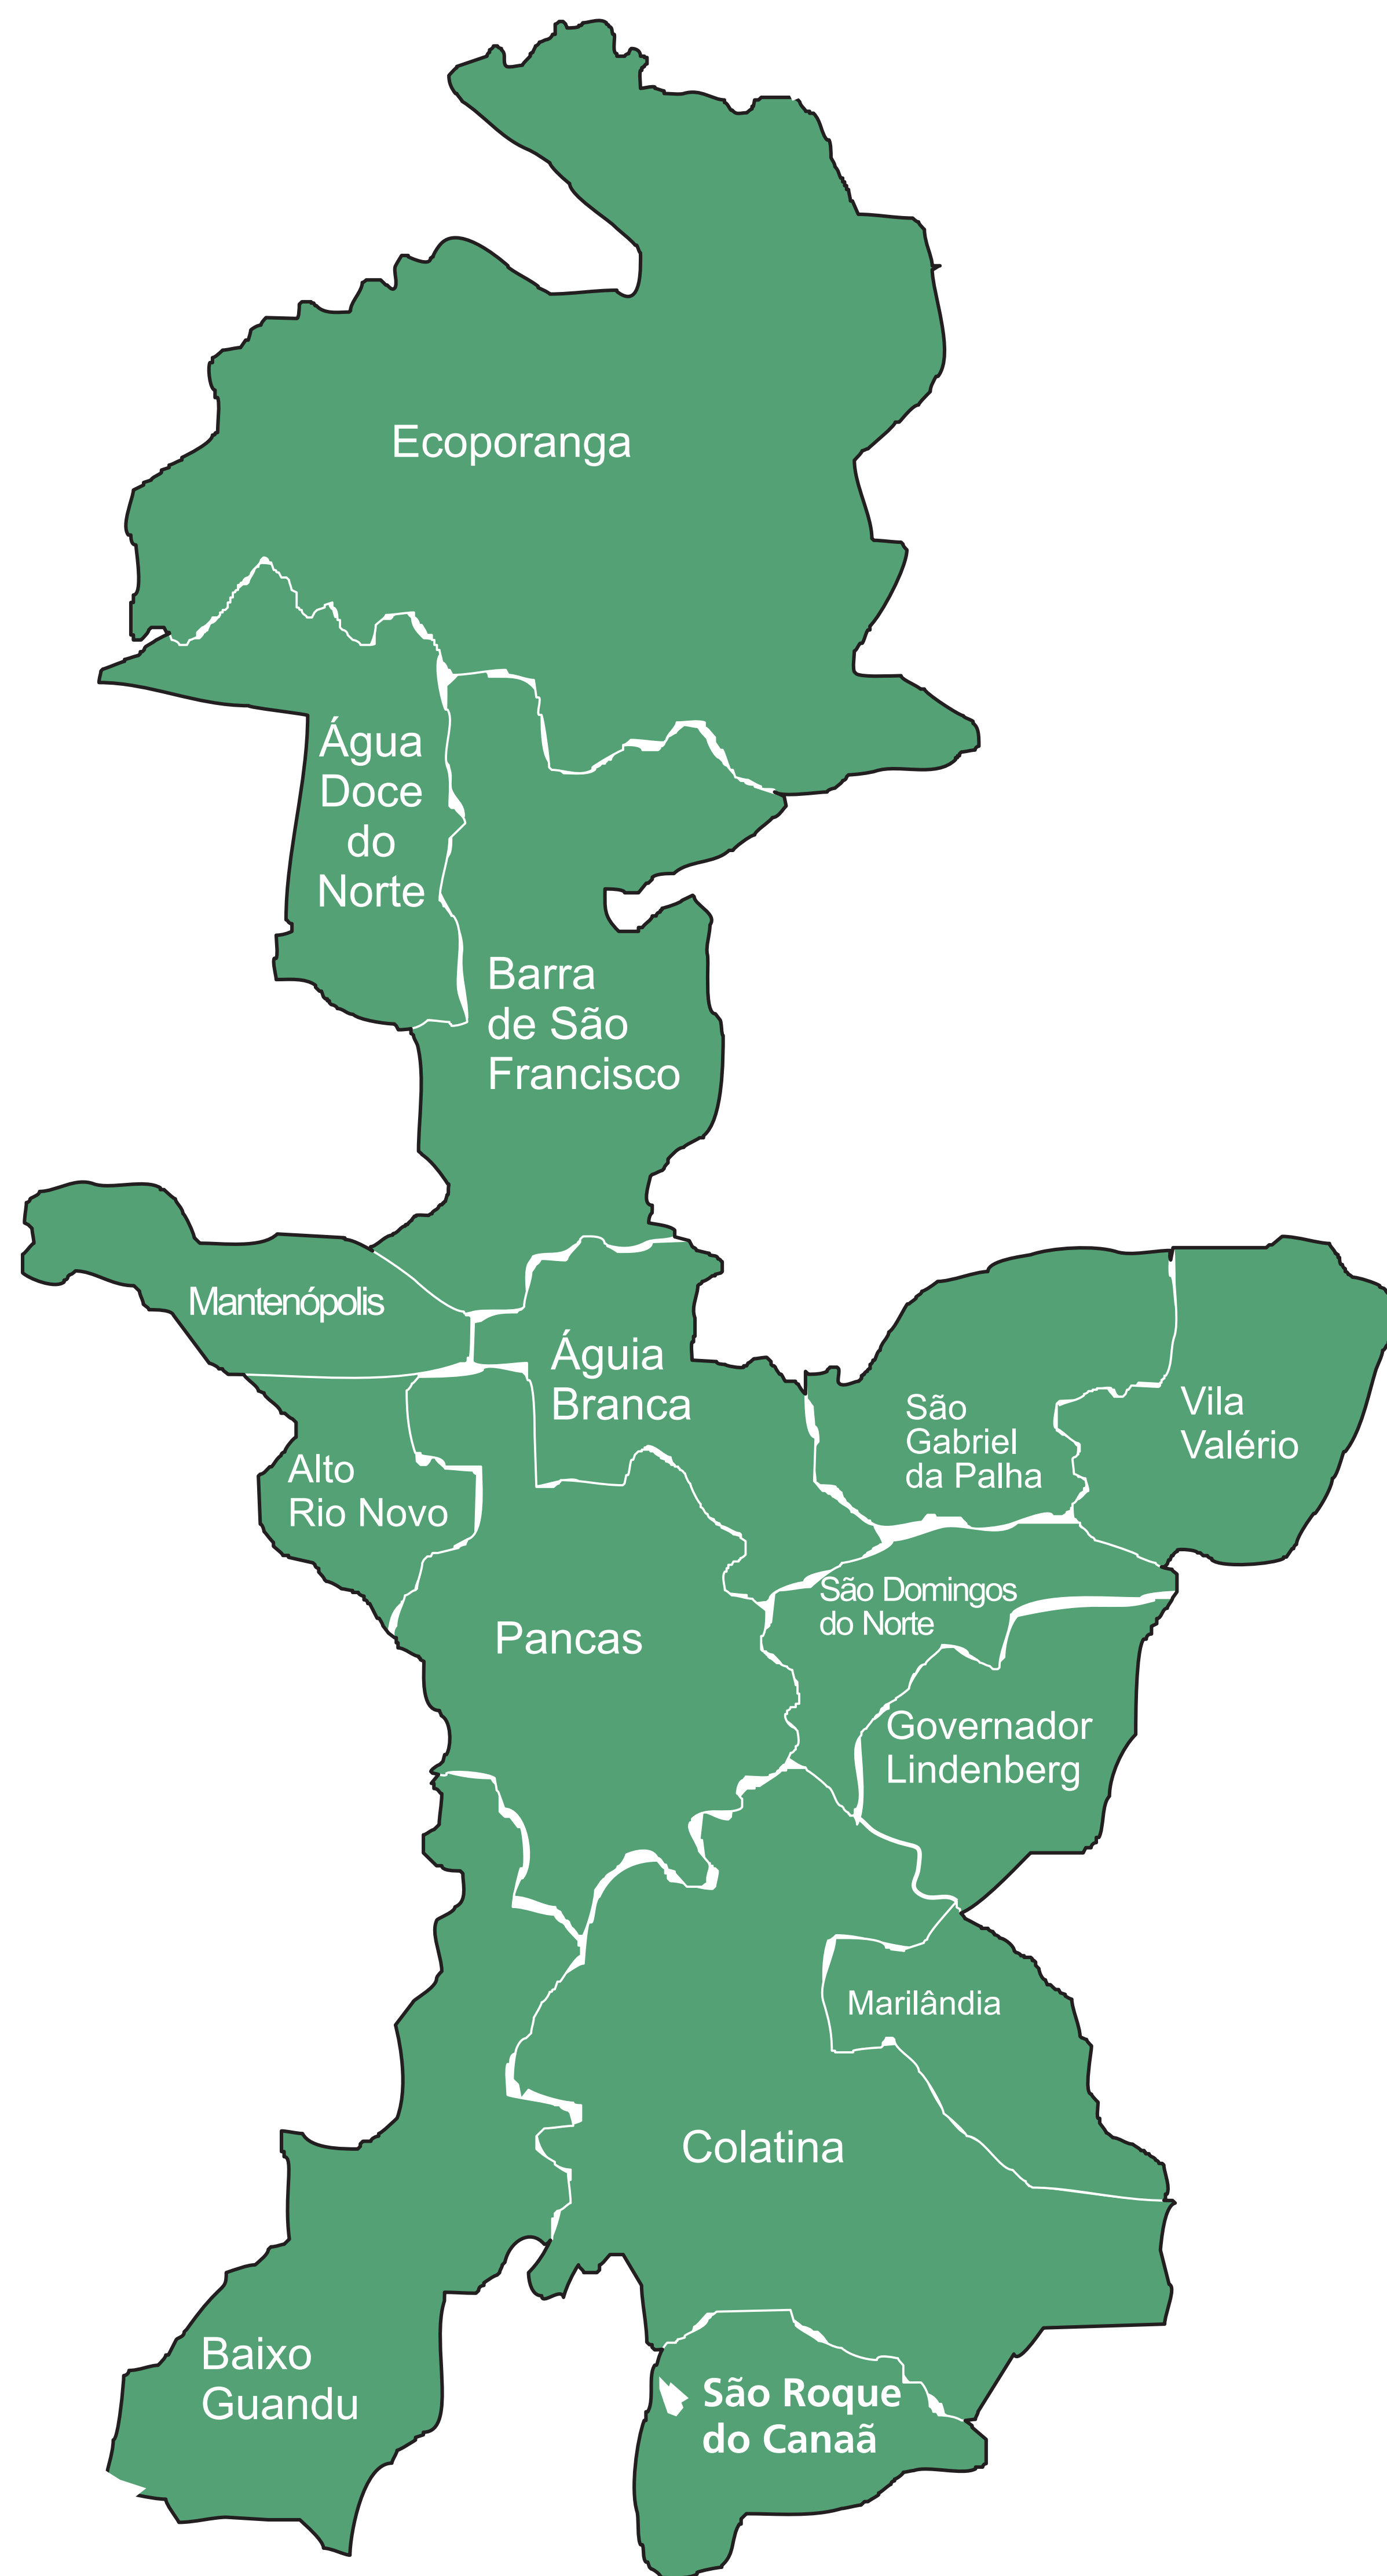 Ecoporanga
Água
Doce
do
Norte
Barra
de São
Francisco
Mantenópolis
Águia
Branca
São
Gabriel
da Palha
Vila
Valério
Alto
Rio Novo
São Domingos
do Norte
Pancas
Governador
Lindenberg
Marilândia
Colatina
Baixo
Guandu
São Roque
do Canaã